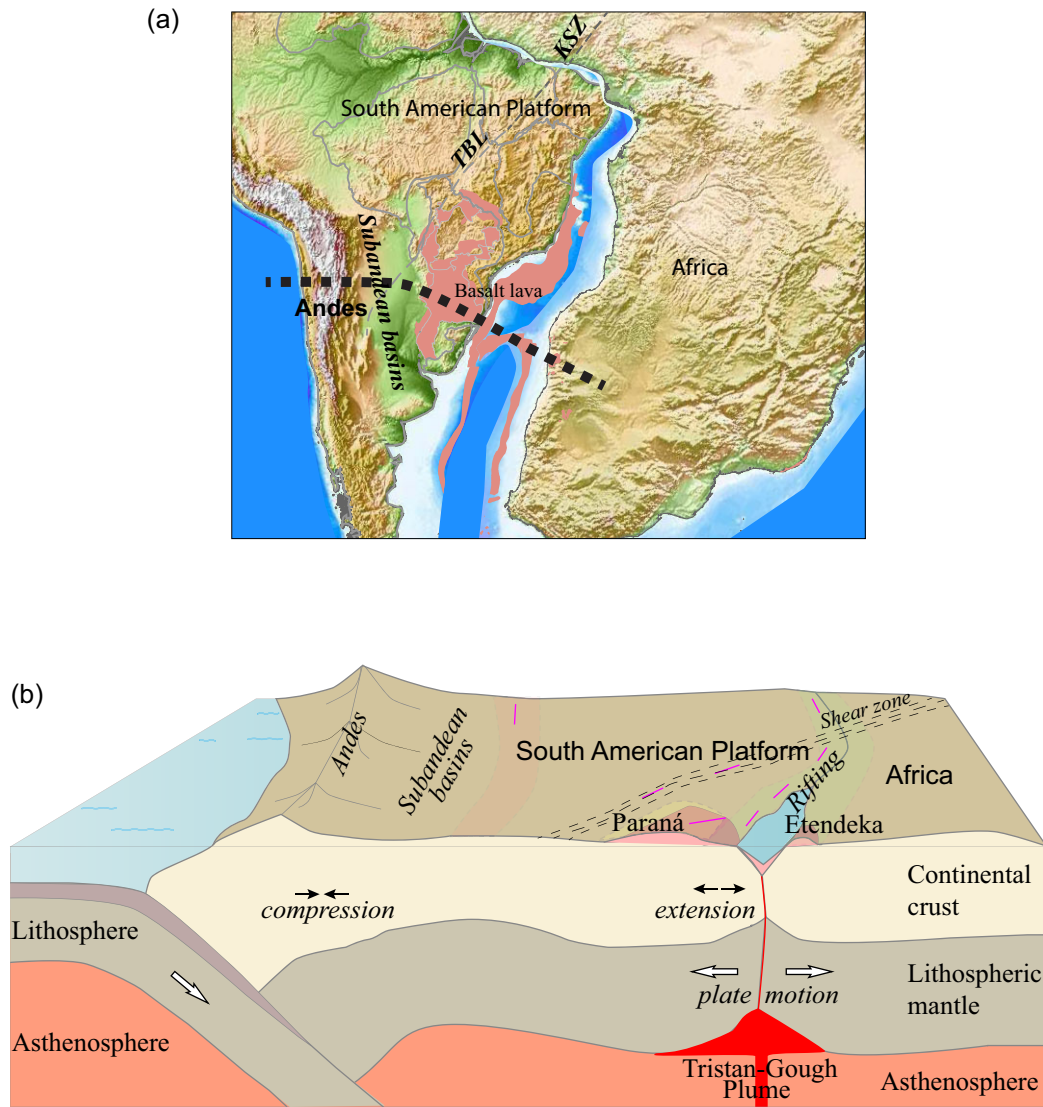 (a)
KSZ
South American Platform
TBL
Subandean basins
Africa
Basalt lava
Andes
(b)
Shear zone
Andes
Subandean
basins
South American Platform
Rifting
Africa
Paraná
Etendeka
Continental
crust
compression
extension
Lithosphere
plate motion
Lithospheric
mantle
Asthenosphere
Tristan-Gough
Plume
Asthenosphere